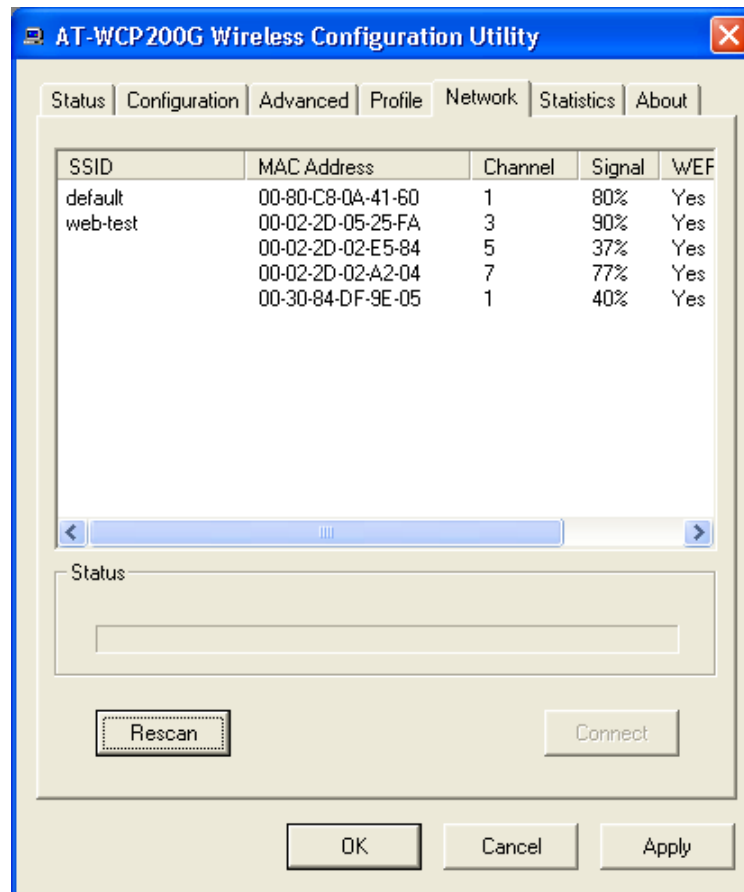 AT-WCP200G Wireless Configuration Utility
Status Configuration Advanced Profile Network Statistics About
SSID MAC Address Channel Signal WEP
default 00-80-C8-0A-41-60 1 80% Yes
web-test 00-02-2D-05-25-FA 3 90% Yes
00-02-2D-02-E5-84 5 37% Yes
00-02-2D-02-A2-04 7 77% Yes
00-30-84-DF-9E-05 1 40% Yes
Status
Rescan Connect
OK Cancel Apply